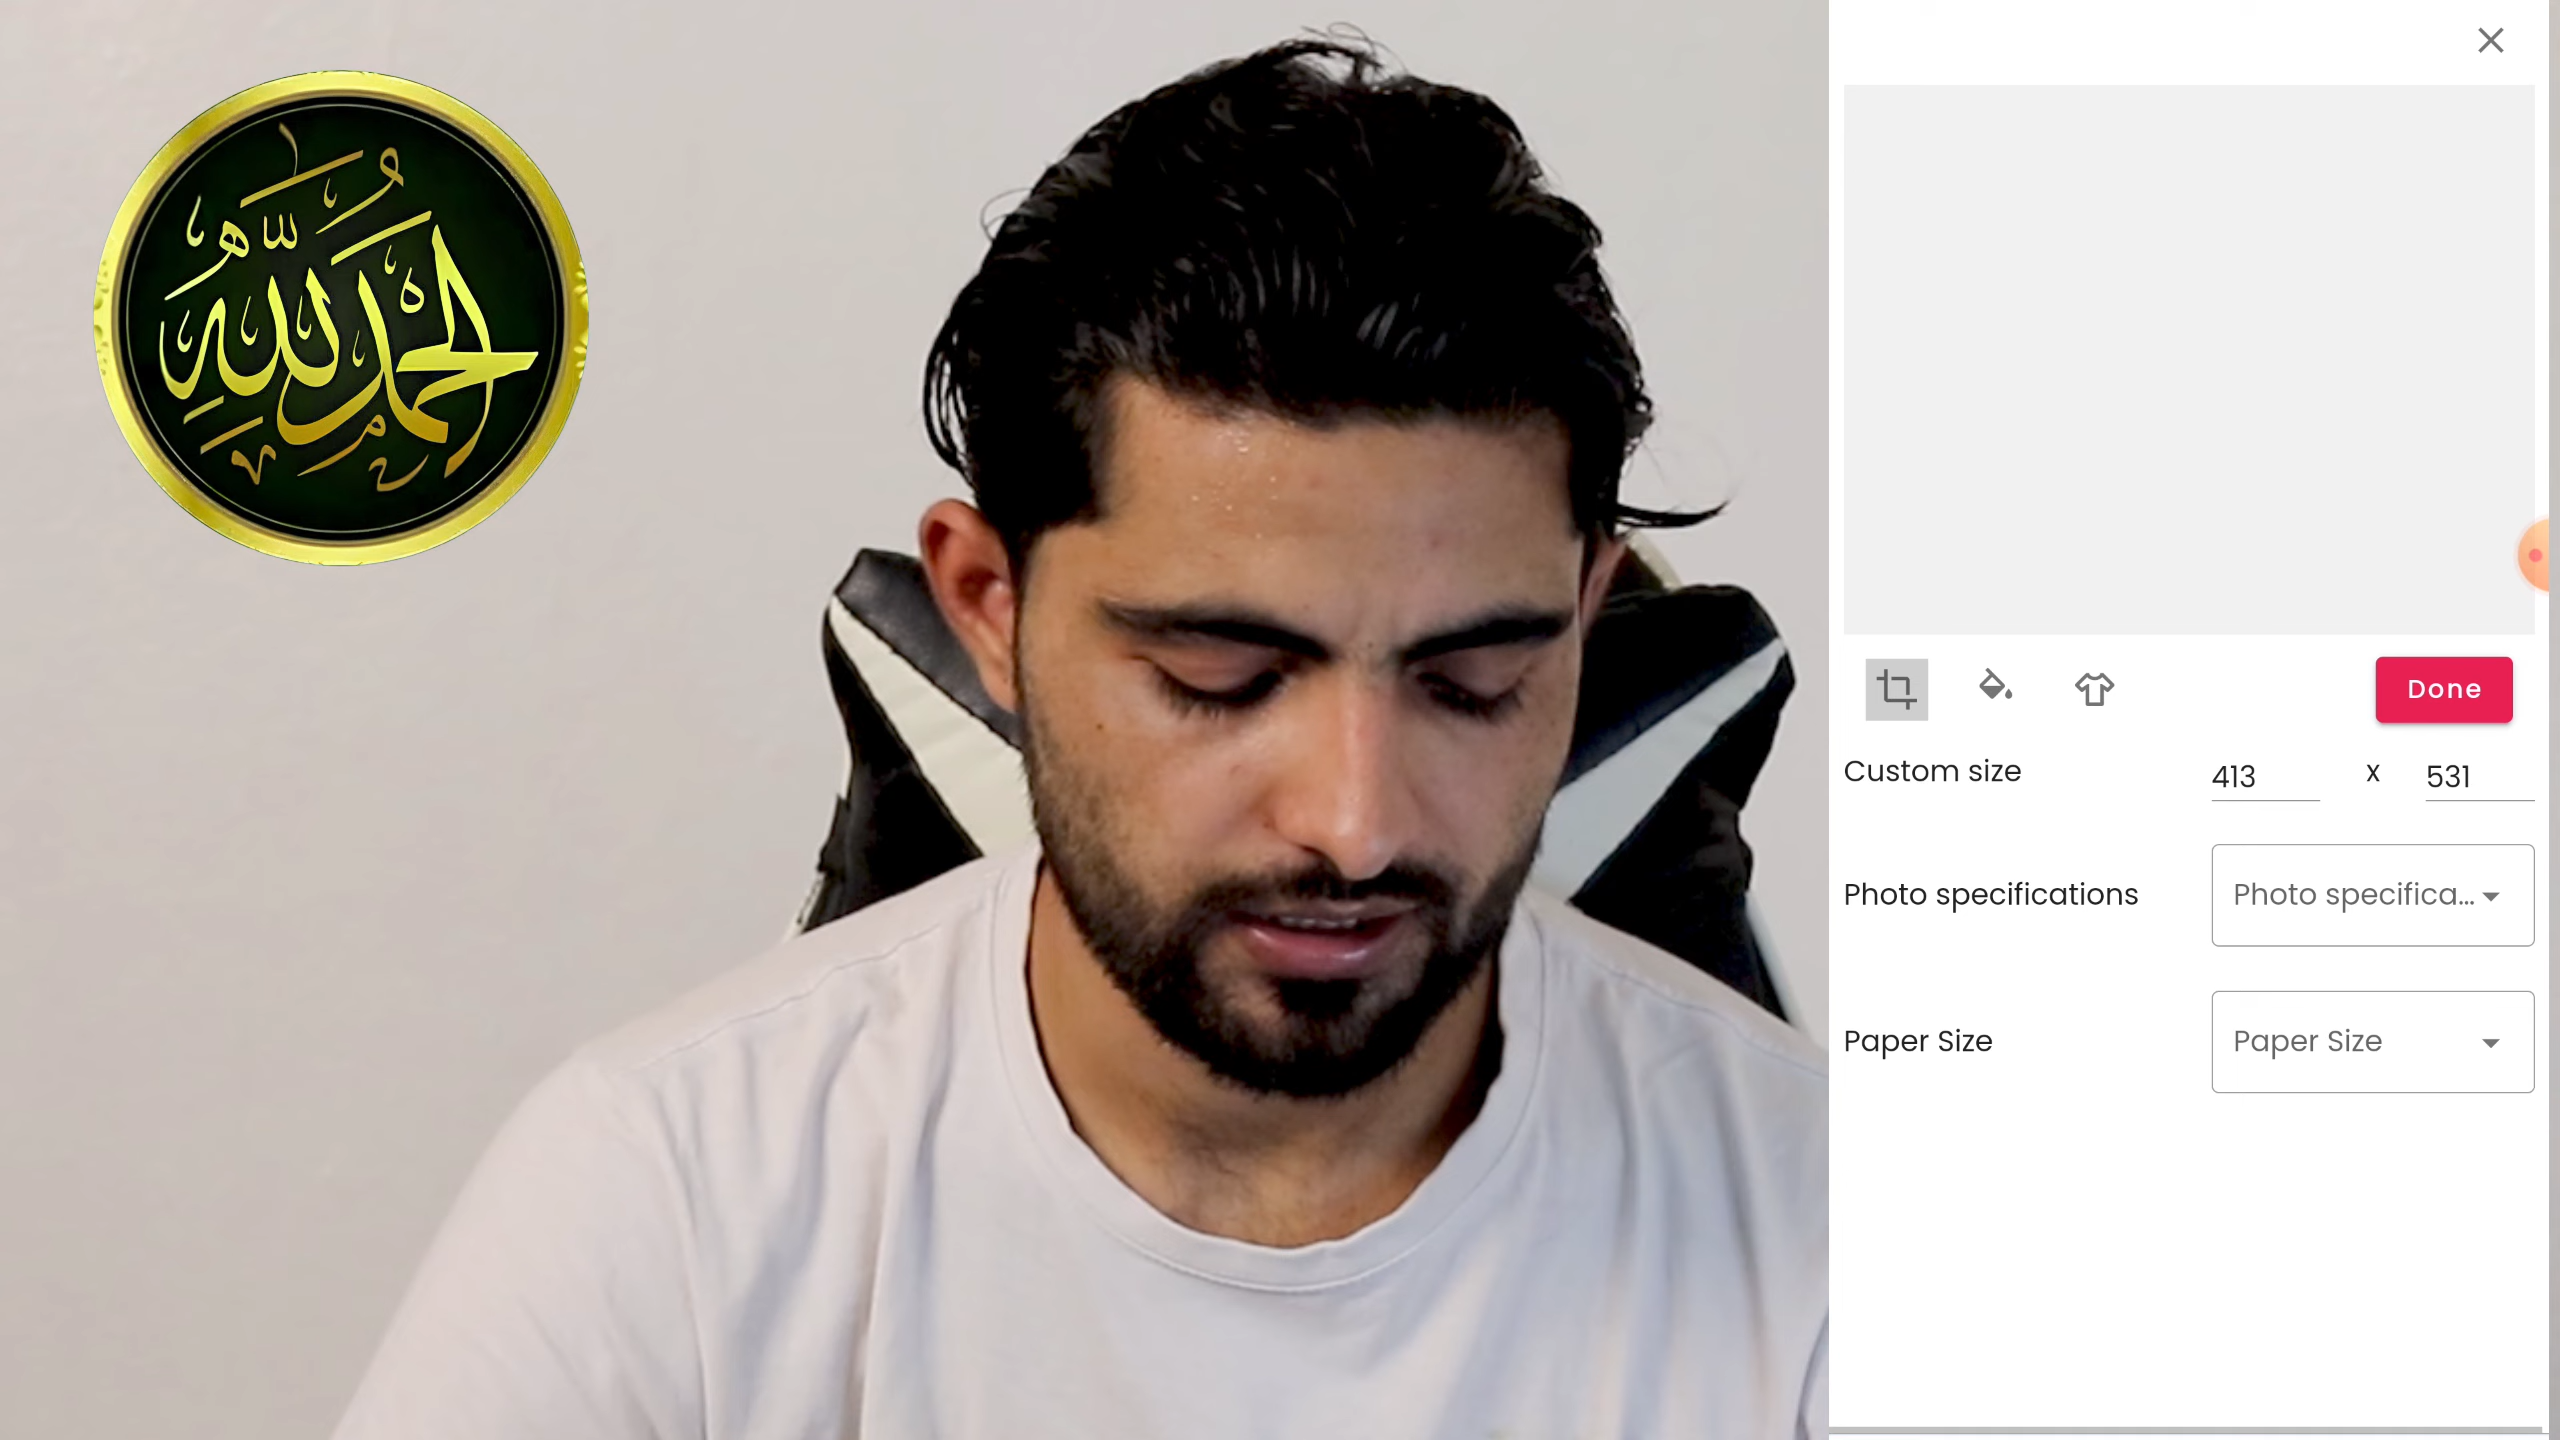 الحمد لله
Done
Custom size 413 x 531
Photo specifications Photo specifica...
Paper Size Paper Size